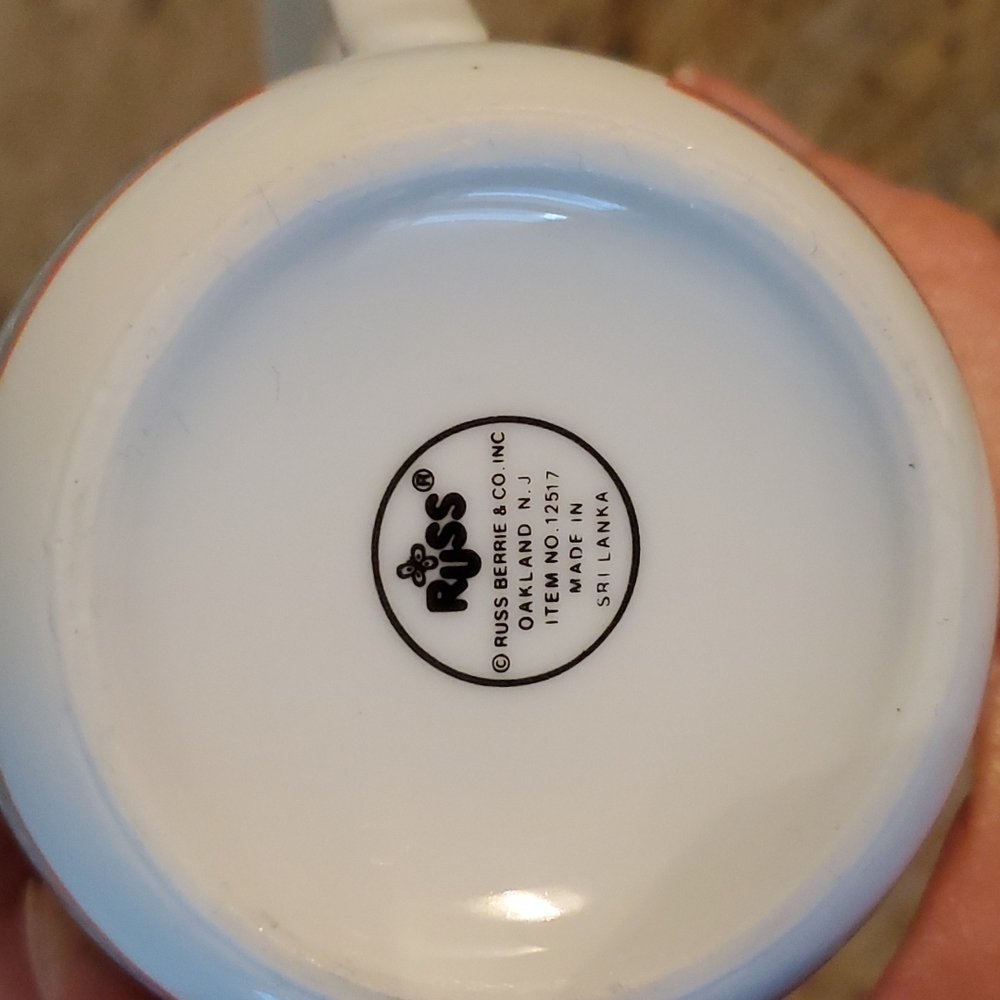 RUSS®
© RUSS BERRIE & CO. INC
OAKLAND N.J
ITEM NO. 12517
MADE IN
SRI LANKA